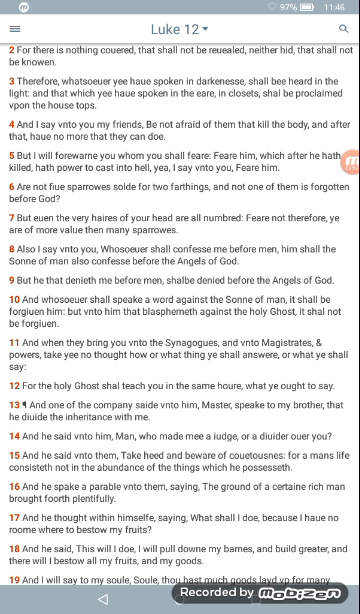 97% 11:46
Luke 12
2 For there is nothing couered, that shall not be reuealed, neither hid, that shall not
be knowen.
3 Therefore, whatsoeuer yee haue spoken in darkenesse, shall bee heard in the
light: and that which yee haue spoken in the eare, in closets, shal be proclaimed
vpon the house tops.
4 And I say vnto you my friends, Be not afraid of them that kill the body, and after
that, haue no more that they can doe.
5 But I will forewarne you whom you shall feare: Feare him, which after he hath
killed, hath power to cast into hell, yea, I say vnto you, Feare him.
6 Are not fiue sparrowes solde for two farthings, and not one of them is forgotten
before God?
7 But euen the very haires of your head are all numbred: Feare not therefore, ye
are of more value then many sparrowes.
8 Also I say vnto you, Whosoeuer shall confesse me before men, him shall the
Sonne of man also confesse before the Angels of God.
9 But he that denieth me before men, shalbe denied before the Angels of God.
10 And whosoeuer shall speake a word against the Sonne of man, it shall be
forgiuen him: but vnto him that blasphemeth against the holy Ghost, it shal not
be forgiuen.
11 And when they bring you vnto the Synagogues, and vnto Magistrates, &
powers, take yee no thought how or what thing ye shall answere, or what ye shall
say:
12 For the holy Ghost shal teach you in the same houre, what ye ought to say.
13 ¶ And one of the company saide vnto him, Master, speake to my brother, that
he diuide the inheritance with me.
14 And he said vnto him, Man, who made mee a iudge, or a diuider ouer you?
15 And he said vnto them, Take heed and beware of couetousnes: for a mans life
consisteth not in the abundance of the things which he possesseth.
16 And he spake a parable vnto them, saying, The ground of a certaine rich man
brought foorth plentifully.
17 And he thought within himselfe, saying, What shall I doe, because I haue no
roome where to bestow my fruits?
18 And he said, This will I doe, I will pull downe my barnes, and build greater, and
there will I bestow all my fruits, and my goods.
19 And I will say to my soule, Soule, thou hast much goods layd vp for many
Recorded by mobizen